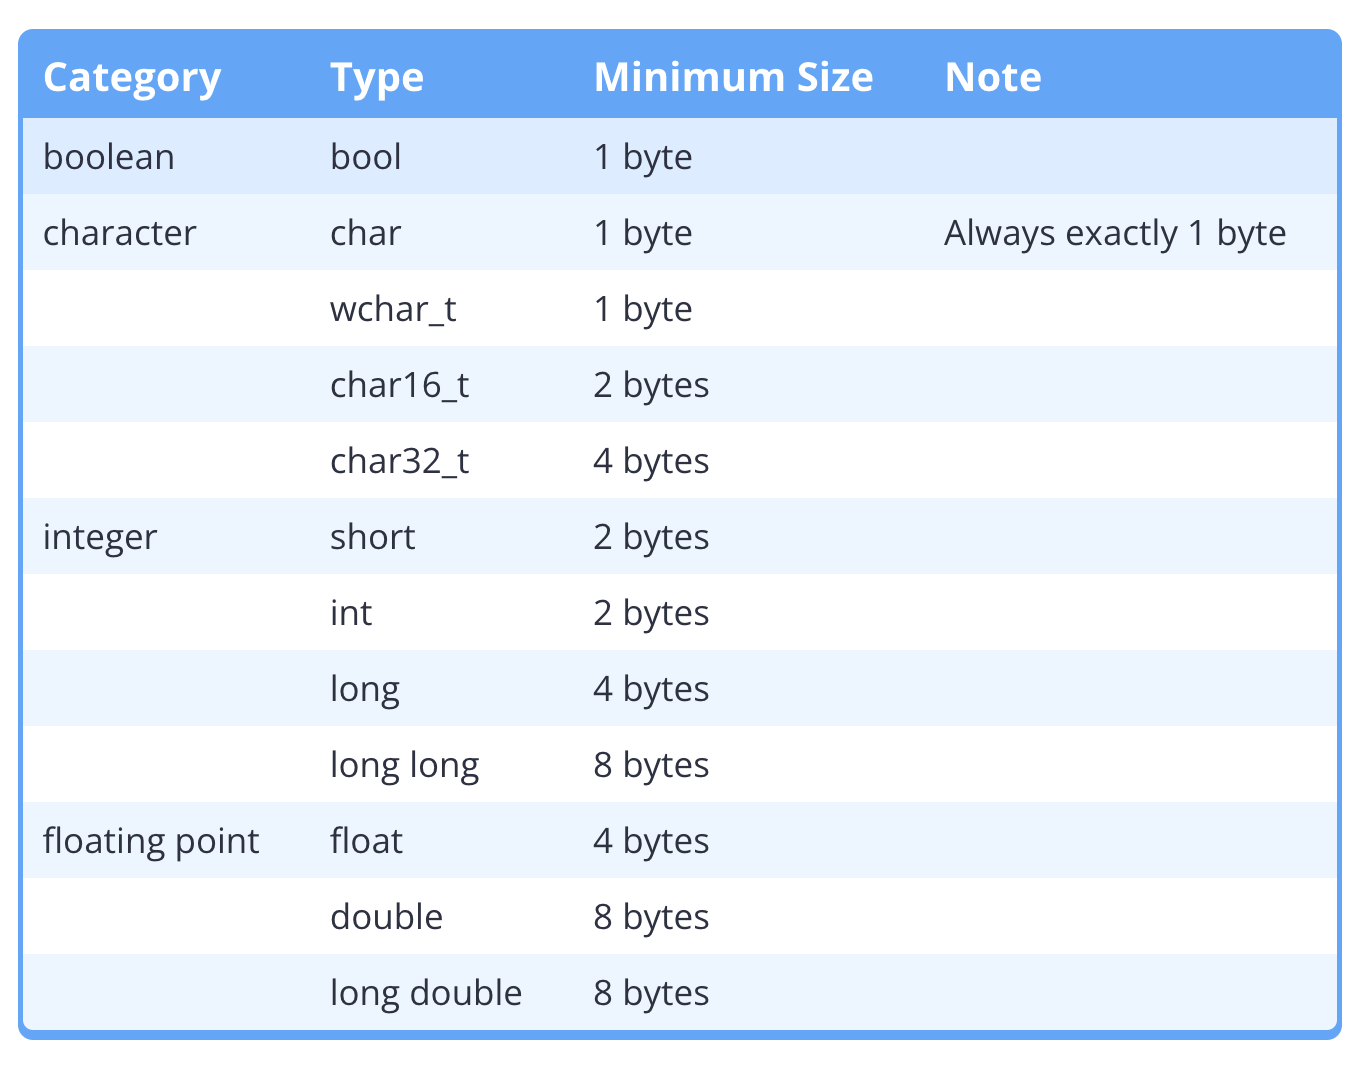 Category Type Minimum Size Note
boolean bool 1 byte
character char 1 byte Always exactly 1 byte
wchar_t 1 byte
char16_t 2 bytes
char32_t 4 bytes
integer short 2 bytes
int 2 bytes
long 4 bytes
long long 8 bytes
floating point float 4 bytes
double 8 bytes
long double 8 bytes